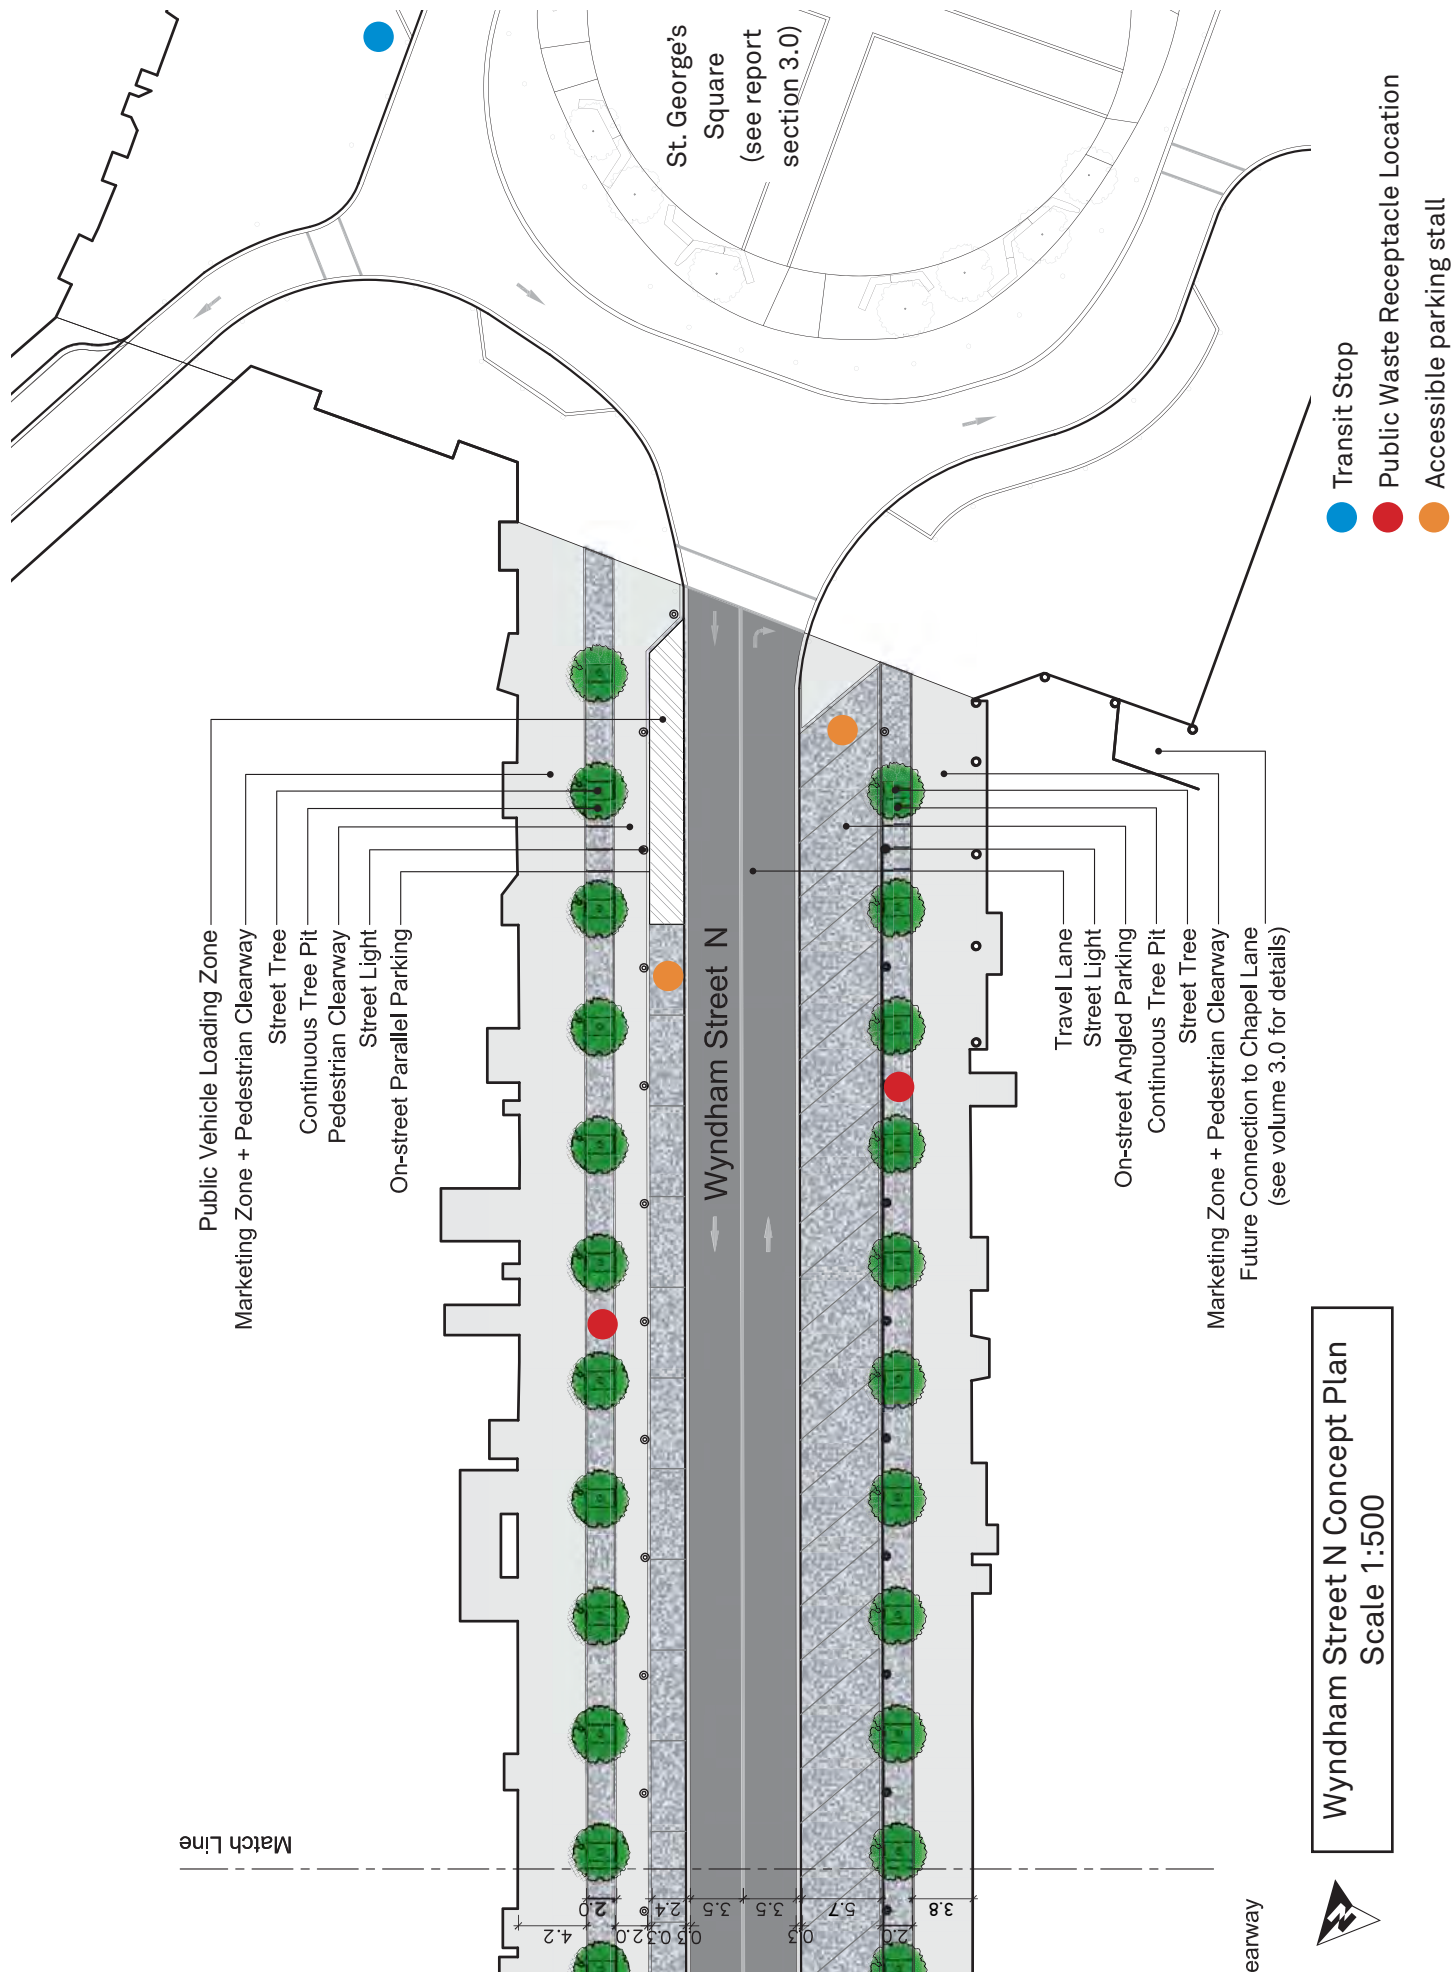 St. George's
Square
(see report
section 3.0)
Transit Stop
Public Waste Receptacle Location
Accessible parking stall
Public Vehicle Loading Zone
Marketing Zone + Pedestrian Clearway
Street Tree
Continuous Tree Pit
Pedestrian Clearway
Street Light
On-street Parallel Parking
Wyndham Street N
Travel Lane
Street Light
On-street Angled Parking
Continuous Tree Pit
Street Tree
Marketing Zone + Pedestrian Clearway
Future Connection to Chapel Lane
(see volume 3.0 for details)
Match Line
4.2
2.0
2.0
0.3
2.4
0.3
3.5
3.5
0.3
5.7
2.0
3.8
earway
Wyndham Street N Concept Plan
Scale 1:500
N